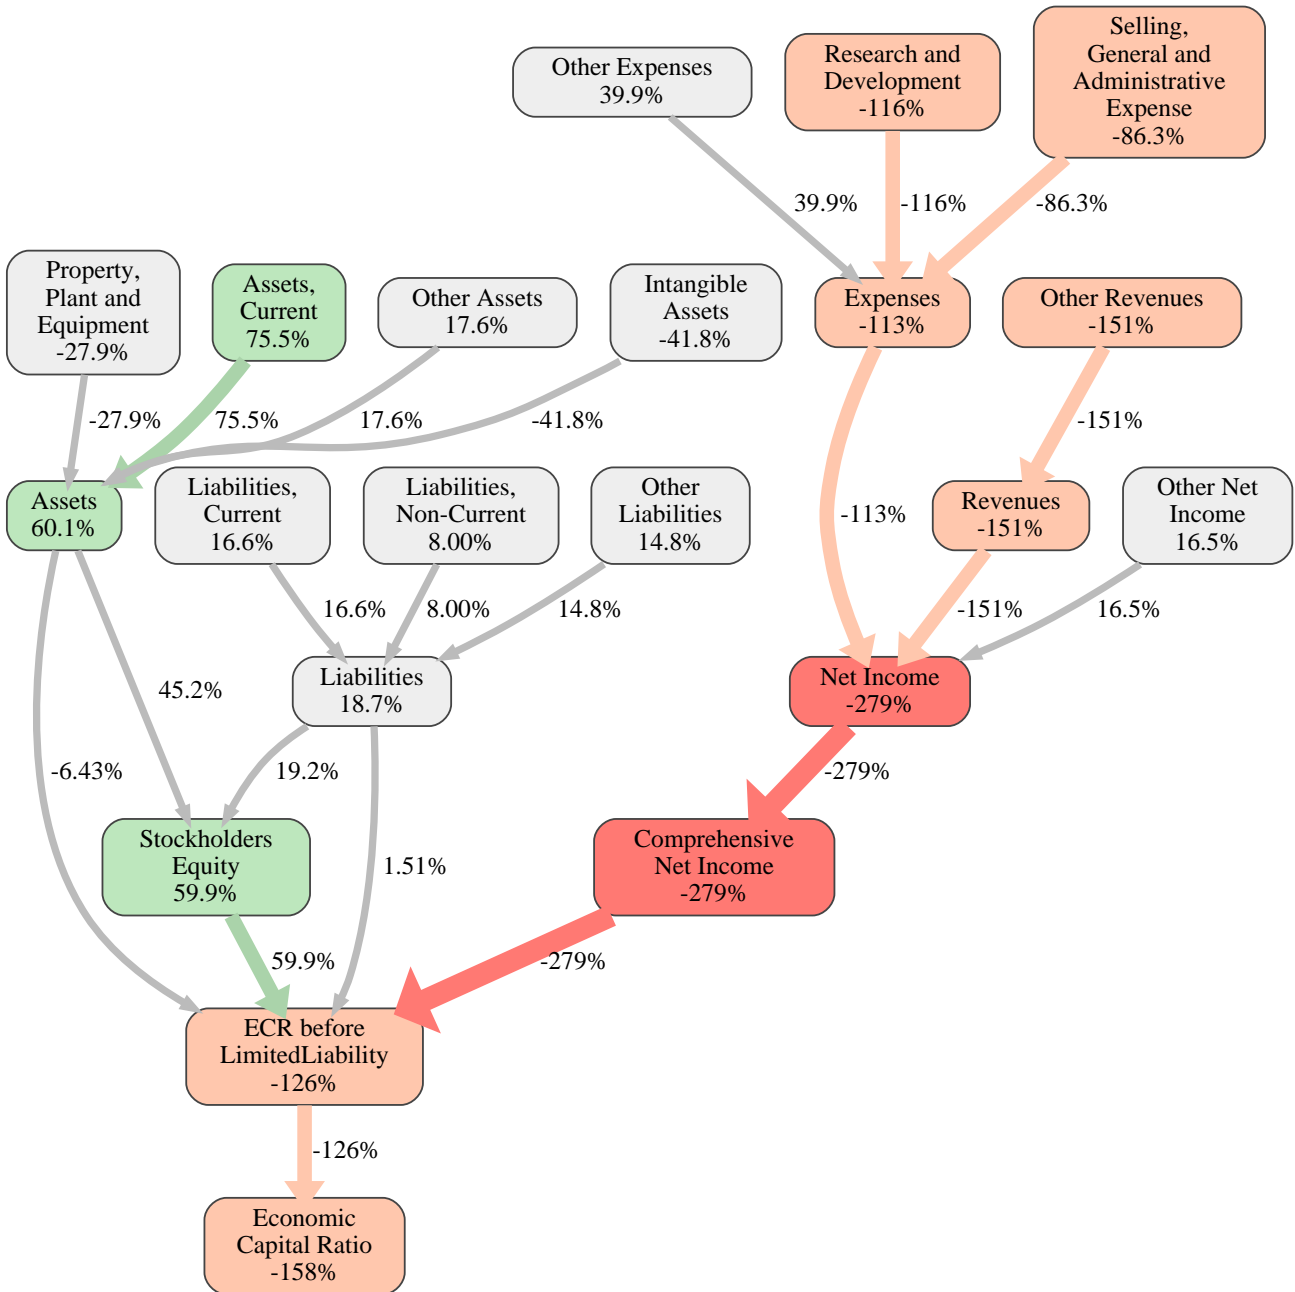 Selling,
General and
Administrative
Expense
-86.3%
Research and
Development
-116%
Other Expenses
39.9%
39.9%
-116%
-86.3%
Property,
Plant and
Equipment
-27.9%
Assets,
Current
75.5%
Other Assets
17.6%
Intangible
Assets
-41.8%
Expenses
-113%
Other Revenues
-151%
-27.9%
75.5%
17.6%
-41.8%
-151%
Assets
60.1%
Liabilities,
Current
16.6%
Liabilities,
Non-Current
8.00%
Other
Liabilities
14.8%
-113%
Revenues
-151%
Other Net
Income
16.5%
16.6%
8.00%
14.8%
-151%
16.5%
45.2%
Liabilities
18.7%
Net Income
-279%
-6.43%
19.2%
-279%
Stockholders
Equity
59.9%
1.51%
Comprehensive
Net Income
-279%
59.9%
-279%
ECR before
LimitedLiability
-126%
-126%
Economic
Capital Ratio
-158%